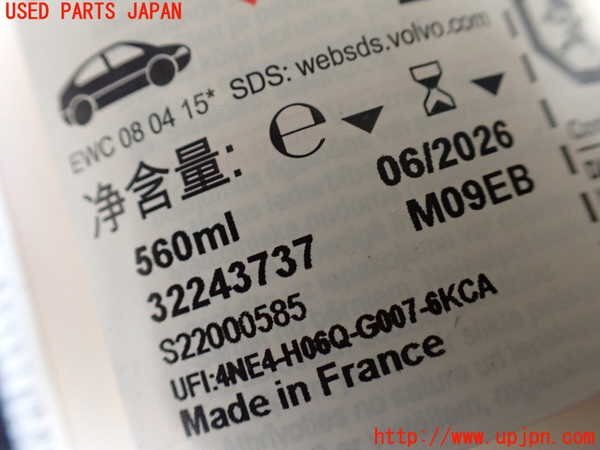 USED PARTS JAPAN
EWC 08 04 15* SDS: websds.volvo.com
净含量: e
560ml 06/2026
32243737 M09EB
S22000585
UFI:4NE4-H06Q-G007-6KCA
Made in France
http://www.upjpn.com